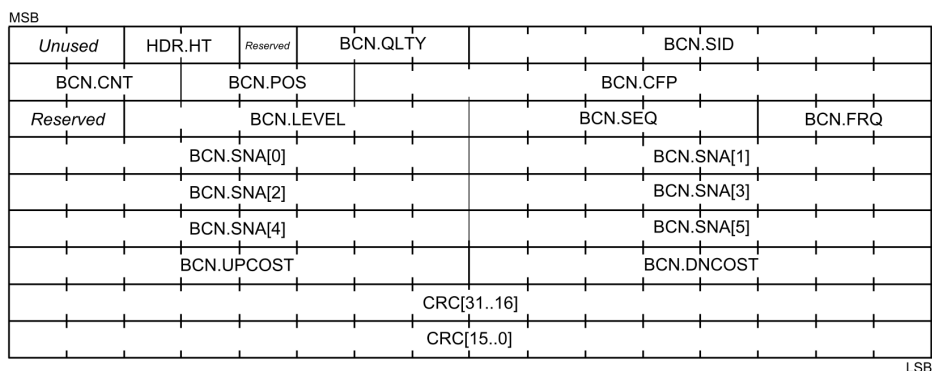 MSB
Unused HDR.HT Reserved BCN.QLTY BCN.SID
BCN.CNT BCN.POS BCN.CFP
Reserved BCN.LEVEL BCN.SEQ BCN.FRQ
BCN.SNA[0] BCN.SNA[1]
BCN.SNA[2] BCN.SNA[3]
BCN.SNA[4] BCN.SNA[5]
BCN.UPCOST BCN.DNCOST
CRC[31..16]
CRC[15..0]
LSB